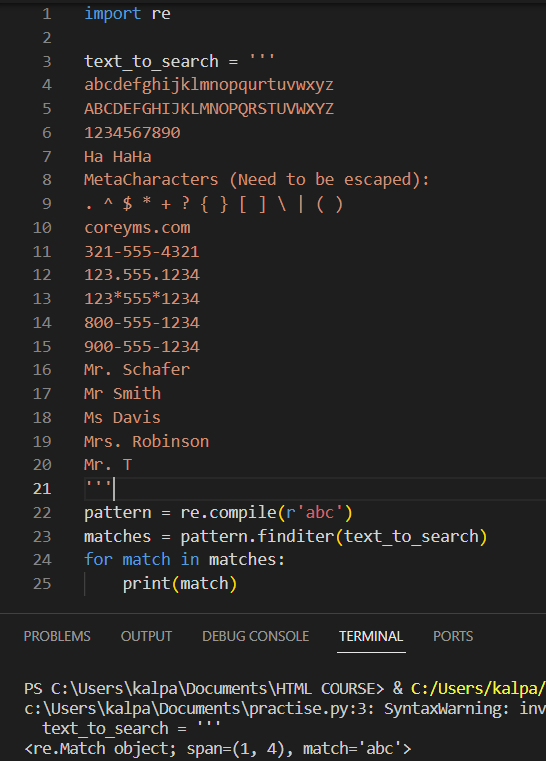 1 import re
2
3 text_to_search = '''
4 abcdefghijklmnopqurtuvwxyz
5 ABCDEFGHIJKLMNOPQRSTUVWXYZ
6 1234567890
7 Ha HaHa
8 MetaCharacters (Need to be escaped):
9 . ^ $ * + ? { } [ ] \ | ( )
10 coreyms.com
11 321-555-4321
12 123.555.1234
13 123*555*1234
14 800-555-1234
15 900-555-1234
16 Mr. Schafer
17 Mr Smith
18 Ms Davis
19 Mrs. Robinson
20 Mr. T
21 '''
22 pattern = re.compile(r'abc')
23 matches = pattern.finditer(text_to_search)
24 for match in matches:
25     print(match)
PROBLEMS OUTPUT DEBUG CONSOLE TERMINAL PORTS
PS C:\Users\kalpa\Documents\HTML COURSE> & C:/Users/kalpa/
c:\Users\kalpa\Documents\practise.py:3: SyntaxWarning: inv
  text_to_search = '''
<re.Match object; span=(1, 4), match='abc'>